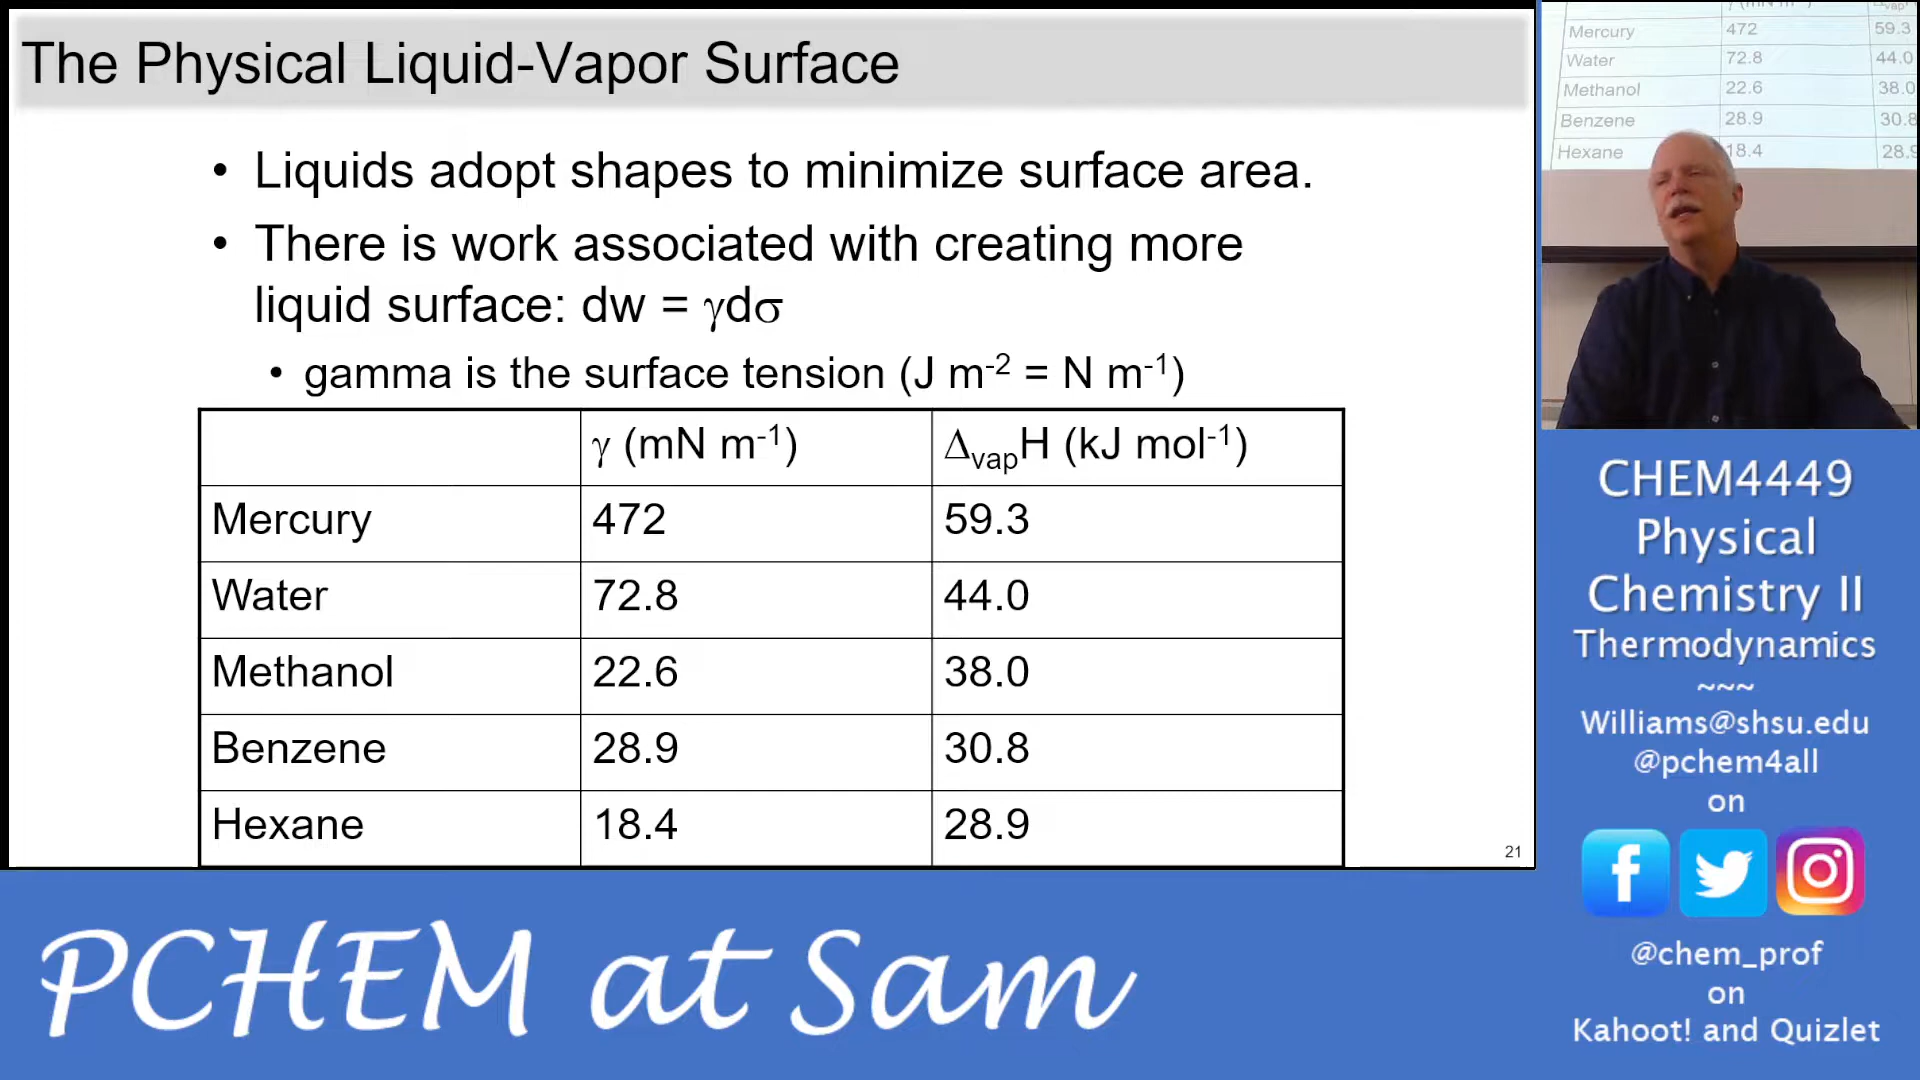 The Physical Liquid-Vapor Surface
• Liquids adopt shapes to minimize surface area.
• There is work associated with creating more
liquid surface: dw = γdσ
• gamma is the surface tension (J m⁻² = N m⁻¹)
γ (mN m⁻¹) Δvap H (kJ mol⁻¹)
Mercury 472 59.3
Water 72.8 44.0
Methanol 22.6 38.0
Benzene 28.9 30.8
Hexane 18.4 28.9
21
Mercury 472 59.3
Water 72.8 44.0
Methanol 22.6 38.0
Benzene 28.9 30.8
Hexane 18.4 28.9
CHEM4449
Physical
Chemistry II
Thermodynamics
~~~
Williams@shsu.edu
@pchem4all
on
@chem_prof
on
Kahoot! and Quizlet
PCHEM at Sam